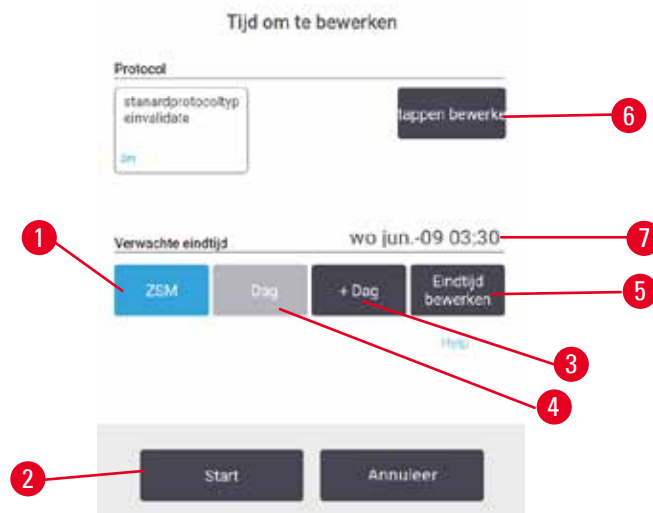 Tijd om te bewerken
Protocol
stanardprotocoltyp
einvalidate
tappen bewerke
6
1
Verwachte eindtijd
wo jun.-09 03:30
7
ZSM
Dag
+ Dag
Eindtijd
bewerken
5
Help
3
4
2
Start
Annuleer